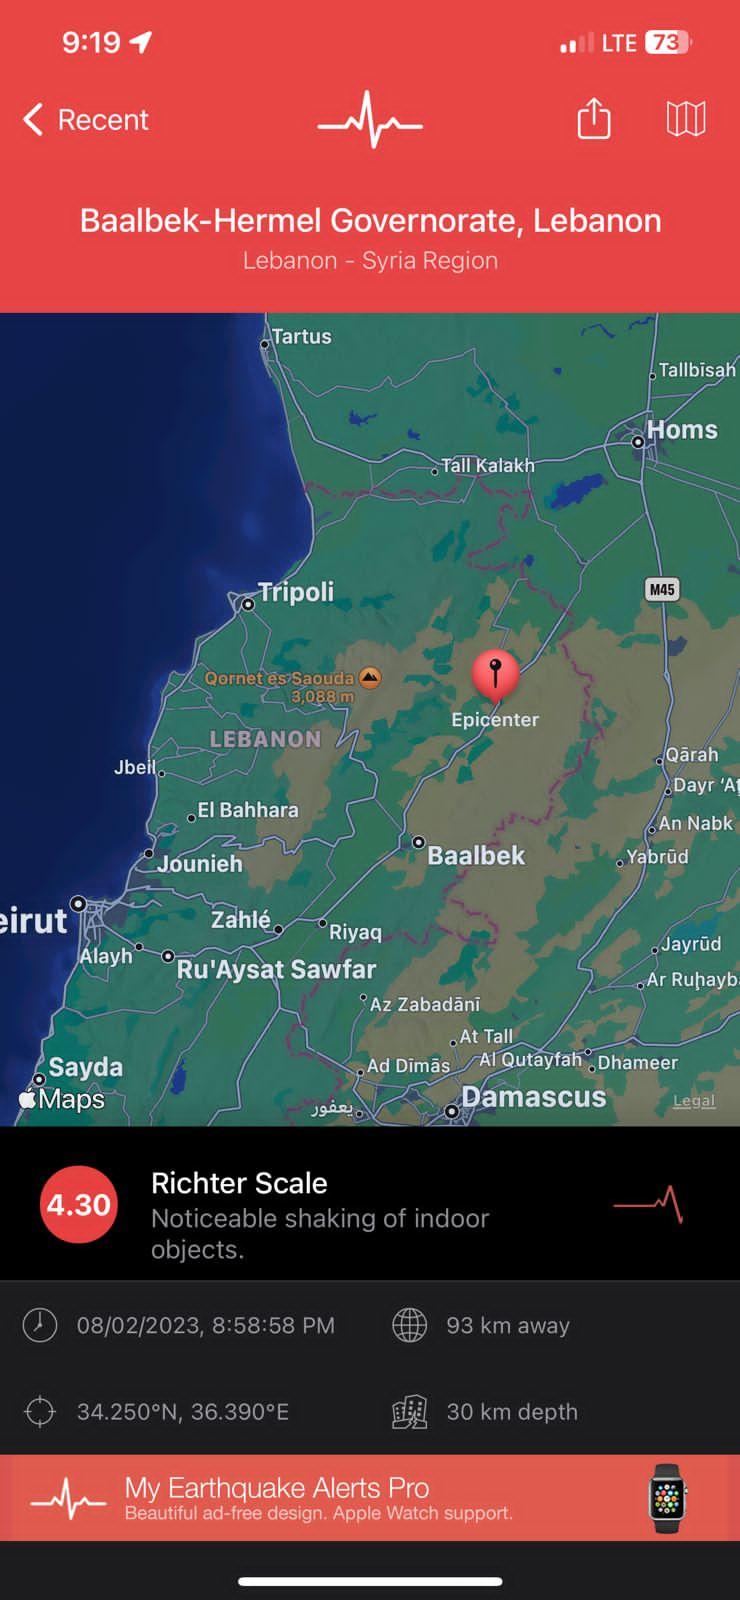 9:19
LTE 73
Recent
Baalbek-Hermel Governorate, Lebanon
Lebanon - Syria Region
Tartus
Tallbīsah
Homs
Tall Kalakh
Tripoli
M45
Qornet es Saouda
3,088 m
Epicenter
LEBANON
Qārah
Jbeil
Dayr ‘Aţ
El Bahhara
An Nabk
Jounieh
Baalbek
Yabrūd
eirut
Zahlé
Riyaq
Alayh
Ru'Aysat Sawfar
Jayrūd
Ar Ruḩayb
Az Zabadānī
At Tall
Sayda
Ad Dīmās
Al Qutayfah
Dhameer
Maps
يعفور
Damascus
Legal
4.30
Richter Scale
Noticeable shaking of indoor
objects.
08/02/2023, 8:58:58 PM
93 km away
34.250°N, 36.390°E
30 km depth
My Earthquake Alerts Pro
Beautiful ad-free design. Apple Watch support.